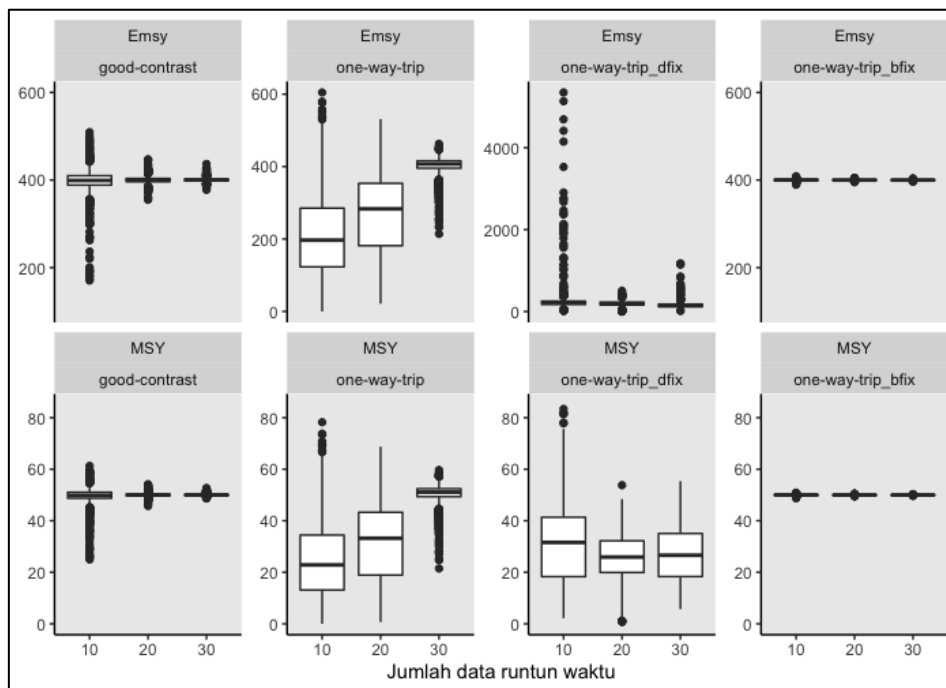 Emsy Emsy Emsy Emsy
good-contrast one-way-trip one-way-trip_dfix one-way-trip_bfix
600 600 600
4000
400 400 400
2000
200 200 200
0 0
MSY MSY MSY MSY
good-contrast one-way-trip one-way-trip_dfix one-way-trip_bfix
80 80 80 80
60 60 60 60
40 40 40 40
20 20 20 20
0 0 0 0
10 20 30 10 20 30 10 20 30 10 20 30
Jumlah data runtun waktu